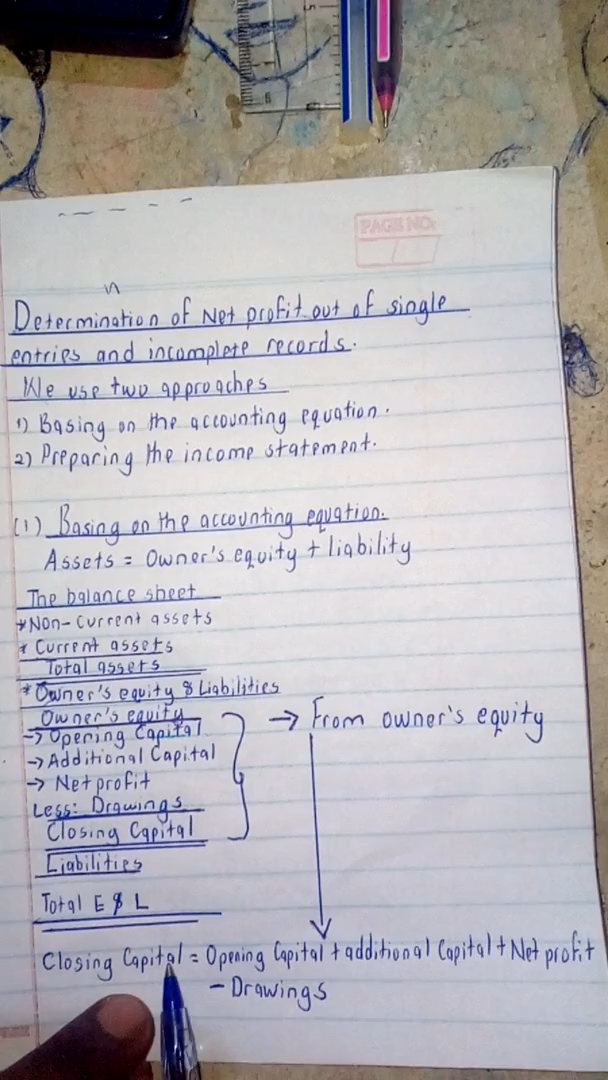 PAGE NO:
Determination of Net profit out of single
entries and incomplete records.
We use two approaches
1) Basing on the accounting equation.
2) Preparing the income statement.
(1) Basing on the accounting equation.
Assets = Owner's equity + liability
The balance sheet
*Non-current assets
* Current assets
Total assets
*Owner's equity & Liabilities
Owner's equity
-> Opening Capital
-> Additional Capital
-> Net profit
Less: Drawings
Closing Capital
-> From owner's equity
Liabilities
Total E & L
Closing Capital = Opening Capital + additional Capital + Net profit
- Drawings